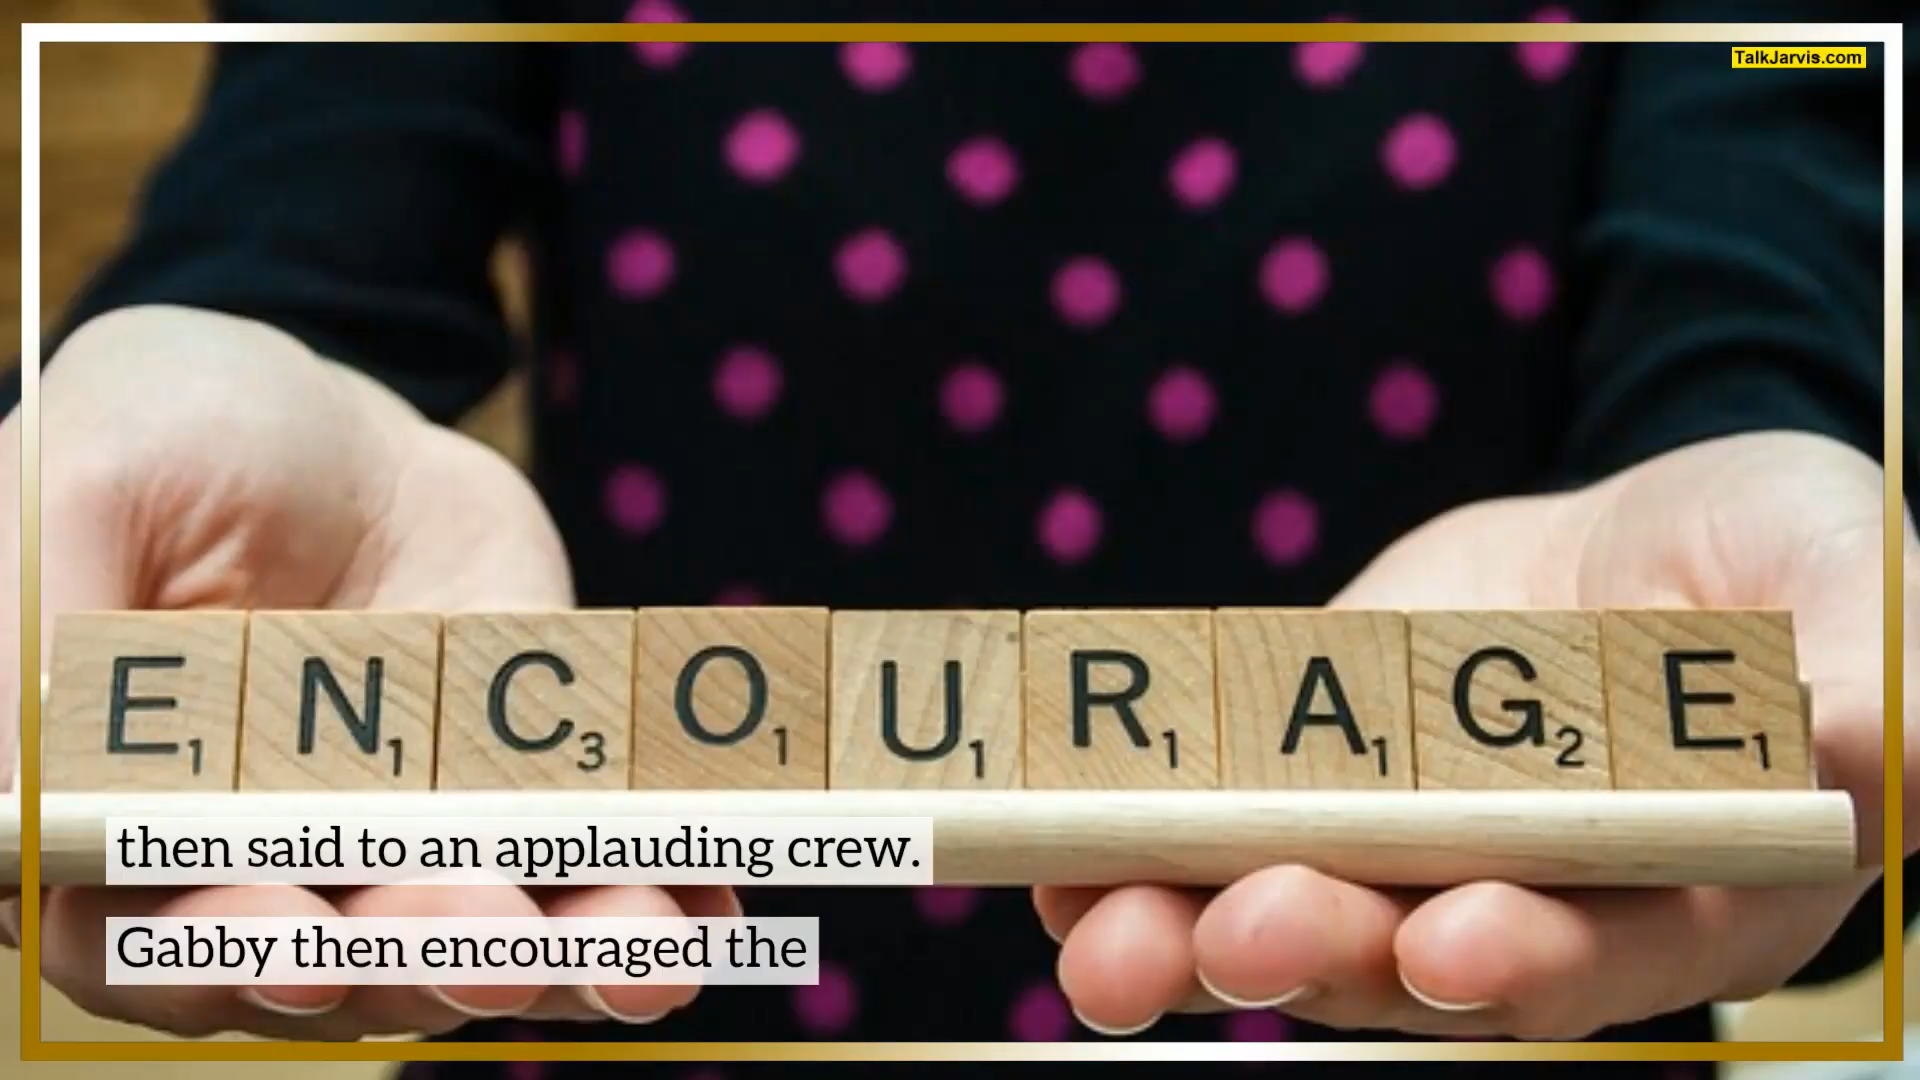 TalkJarvis.com
E1 N1 C3 O1 U1 R1 A1 G2 E1
then said to an applauding crew.
Gabby then encouraged the